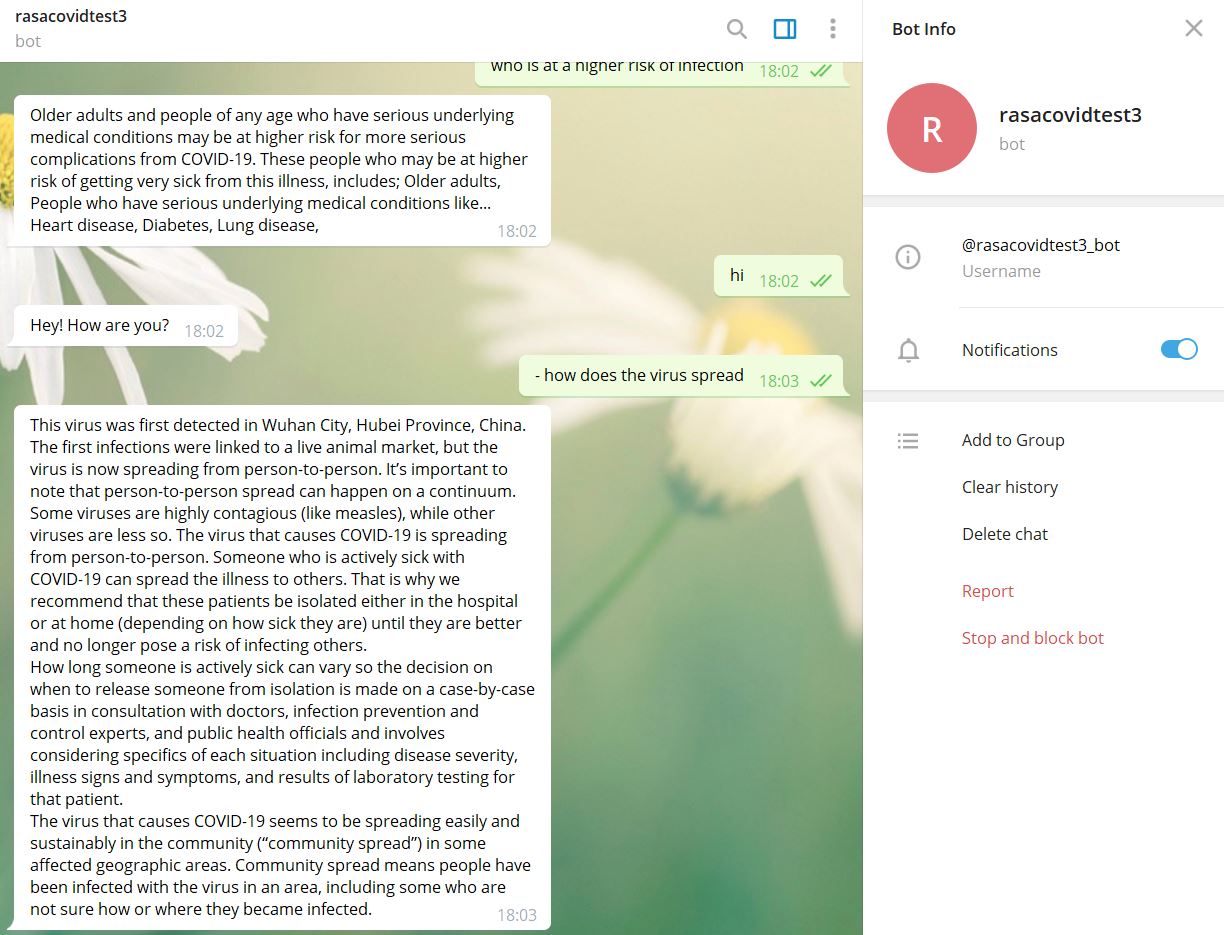 rasacovidtest3
bot
who is at a higher risk of infection 18:02
Older adults and people of any age who have serious underlying
medical conditions may be at higher risk for more serious
complications from COVID-19. These people who may be at higher
risk of getting very sick from this illness, includes; Older adults,
People who have serious underlying medical conditions like...
Heart disease, Diabetes, Lung disease,
18:02
hi 18:02
Hey! How are you? 18:02
- how does the virus spread 18:03
This virus was first detected in Wuhan City, Hubei Province, China.
The first infections were linked to a live animal market, but the
virus is now spreading from person-to-person. It’s important to
note that person-to-person spread can happen on a continuum.
Some viruses are highly contagious (like measles), while other
viruses are less so. The virus that causes COVID-19 is spreading
from person-to-person. Someone who is actively sick with
COVID-19 can spread the illness to others. That is why we
recommend that these patients be isolated either in the hospital
or at home (depending on how sick they are) until they are better
and no longer pose a risk of infecting others.
How long someone is actively sick can vary so the decision on
when to release someone from isolation is made on a case-by-case
basis in consultation with doctors, infection prevention and
control experts, and public health officials and involves
considering specifics of each situation including disease severity,
illness signs and symptoms, and results of laboratory testing for
that patient.
The virus that causes COVID-19 seems to be spreading easily and
sustainably in the community (“community spread”) in some
affected geographic areas. Community spread means people have
been infected with the virus in an area, including some who are
not sure how or where they became infected.
18:03
Bot Info
R
rasacovidtest3
bot
@rasacovidtest3_bot
Username
Notifications
Add to Group
Clear history
Delete chat
Report
Stop and block bot